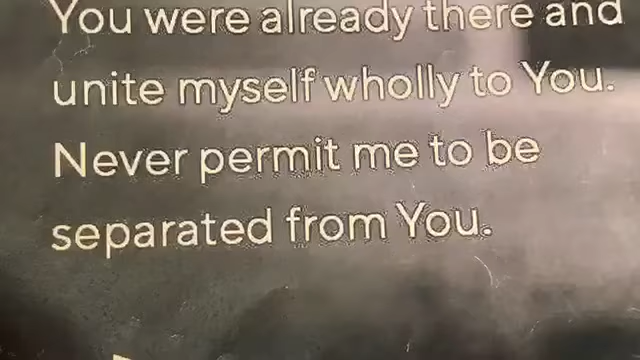 You were already there and
unite myself wholly to You.
Never permit me to be
separated from You.